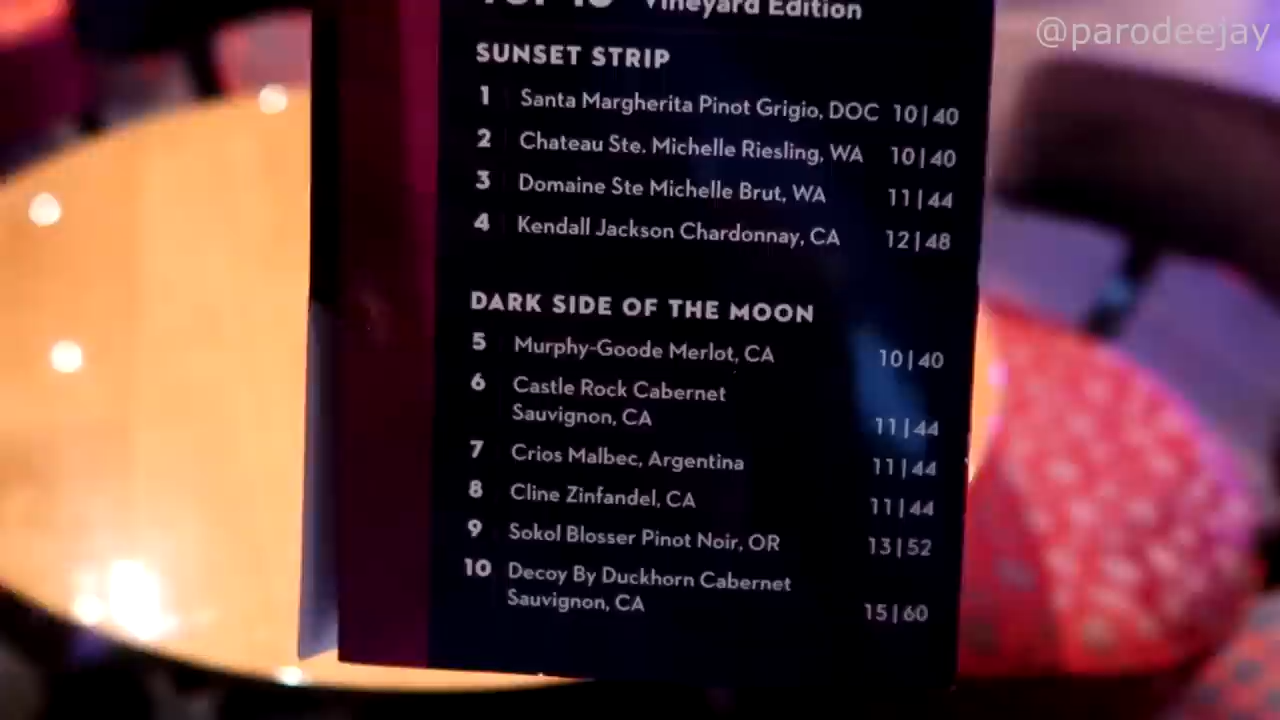 @parodeejay
Vineyard Edition
SUNSET STRIP
1 Santa Margherita Pinot Grigio, DOC 10|40
2 Chateau Ste. Michelle Riesling, WA 10|40
3 Domaine Ste Michelle Brut, WA 11|44
4 Kendall Jackson Chardonnay, CA 12|48
DARK SIDE OF THE MOON
5 Murphy-Goode Merlot, CA 10|40
6 Castle Rock Cabernet
Sauvignon, CA 11|44
7 Crios Malbec, Argentina 11|44
8 Cline Zinfandel, CA 11|44
9 Sokol Blosser Pinot Noir, OR 13|52
10 Decoy By Duckhorn Cabernet
Sauvignon, CA 15|60